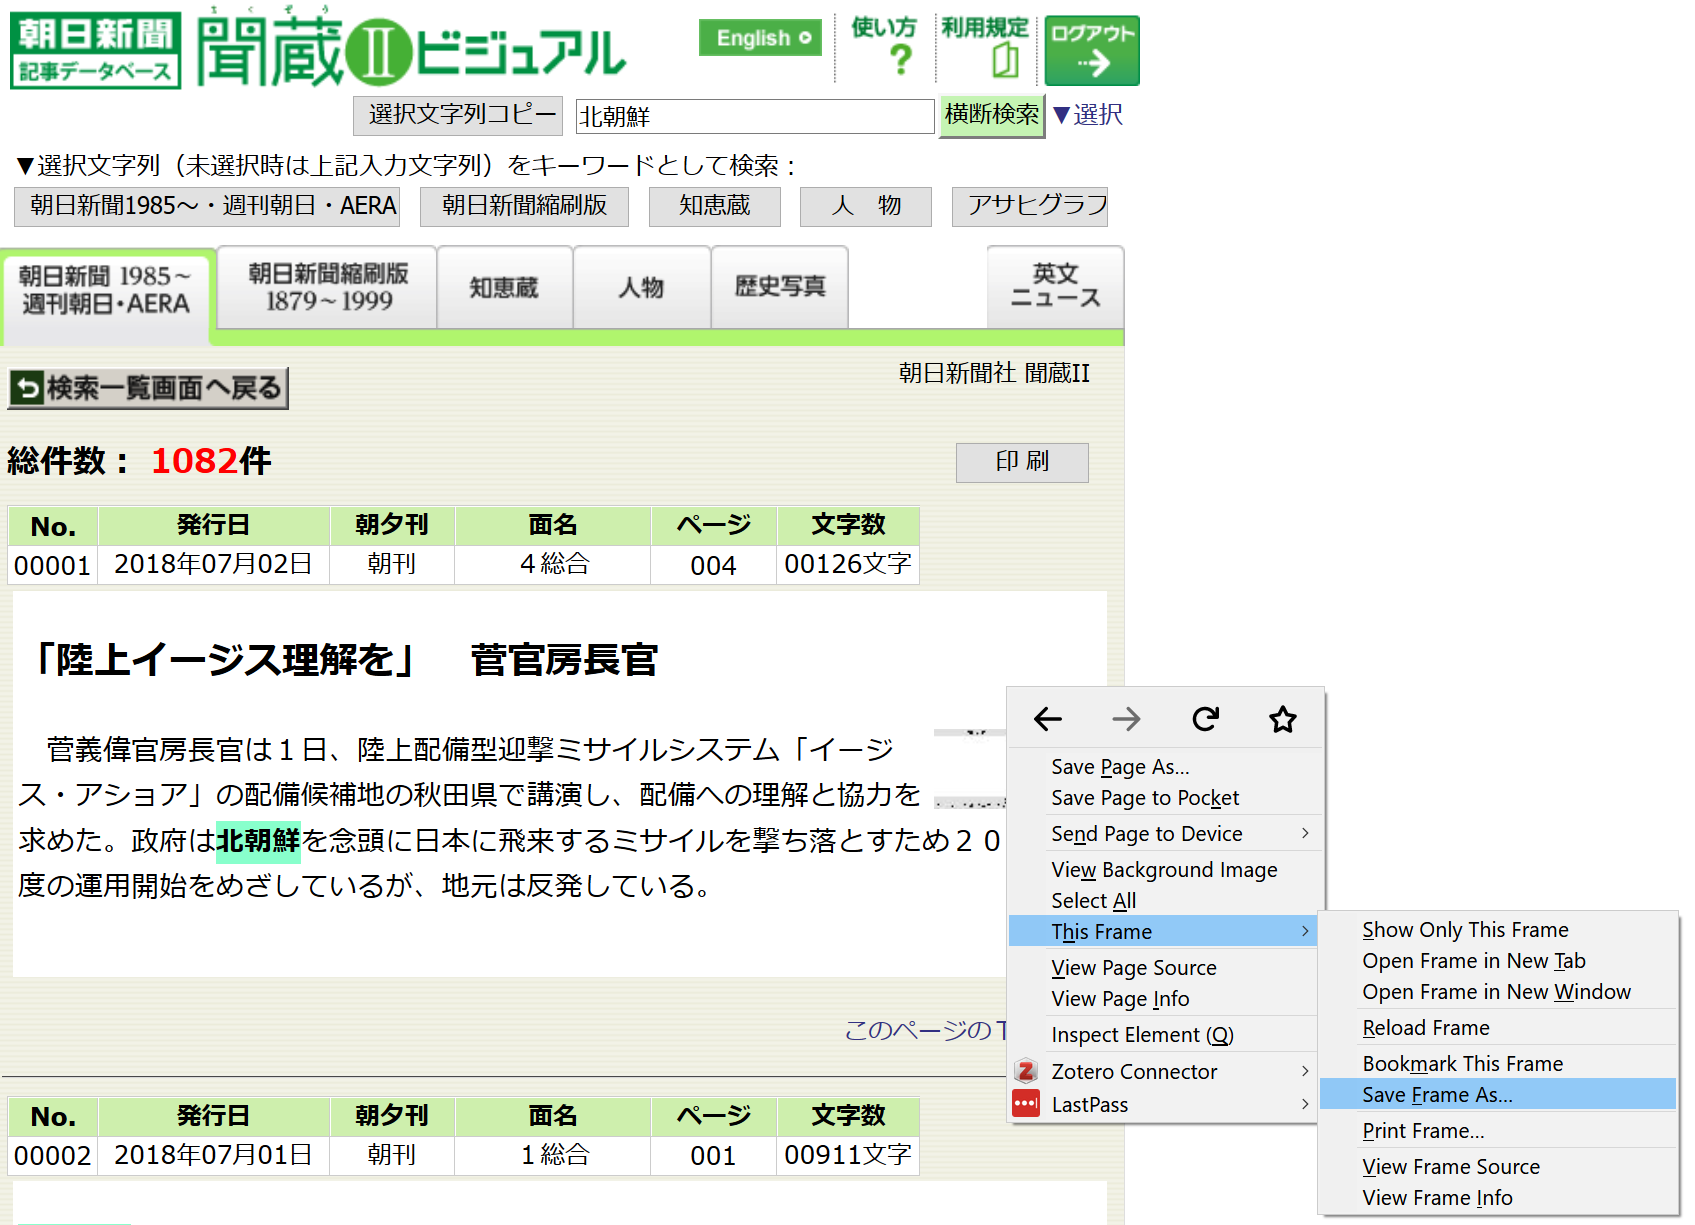 朝日新聞
記事データベース
きくぞう
聞蔵Ⅱビジュアル
English
使い方
?
利用規定
ログアウト
選択文字列コピー
北朝鮮
横断検索
▼選択
▼選択文字列（未選択時は上記入力文字列）をキーワードとして検索：
朝日新聞1985～・週刊朝日・AERA
朝日新聞縮刷版
知恵蔵
人　物
アサヒグラフ
朝日新聞 1985～
週刊朝日・AERA
朝日新聞縮刷版
1879～1999
知恵蔵
人物
歴史写真
英文
ニュース
検索一覧画面へ戻る
朝日新聞社 聞蔵II
総件数： 1082件
印 刷
No. 発行日 朝夕刊 面名 ページ 文字数
00001 2018年07月02日 朝刊 ４総合 004 00126文字
「陸上イージス理解を」　菅官房長官
　菅義偉官房長官は１日、陸上配備型迎撃ミサイルシステム「イージ
ス・アショア」の配備候補地の秋田県で講演し、配備への理解と協力を
求めた。政府は北朝鮮を念頭に日本に飛来するミサイルを撃ち落とすため２０
度の運用開始をめざしているが、地元は反発している。
このページのT
No. 発行日 朝夕刊 面名 ページ 文字数
00002 2018年07月01日 朝刊 １総合 001 00911文字
Save Page As...
Save Page to Pocket
Send Page to Device
View Background Image
Select All
This Frame
View Page Source
View Page Info
Inspect Element (Q)
Zotero Connector
LastPass
Show Only This Frame
Open Frame in New Tab
Open Frame in New Window
Reload Frame
Bookmark This Frame
Save Frame As...
Print Frame...
View Frame Source
View Frame Info